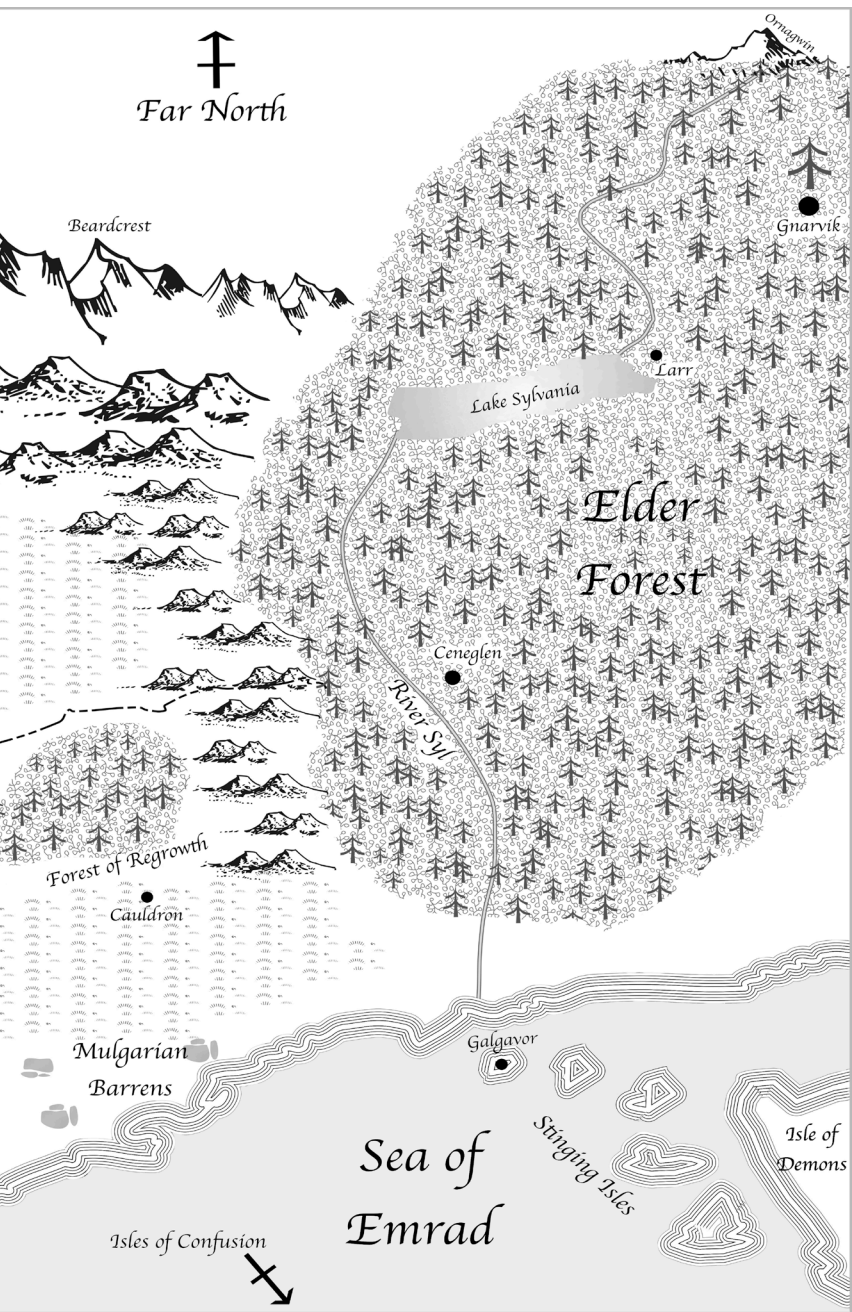 Ornagwin
Far North
Beardcrest
Gnarvik
Larr
Lake Sylvania
Elder
Forest
Ceneglen
River Syl
Forest of Regrowth
Cauldron
Galgavor
Mulgarian
Barrens
Stinging Isles
Isle of
Demons
Sea of
Emrad
Isles of Confusion